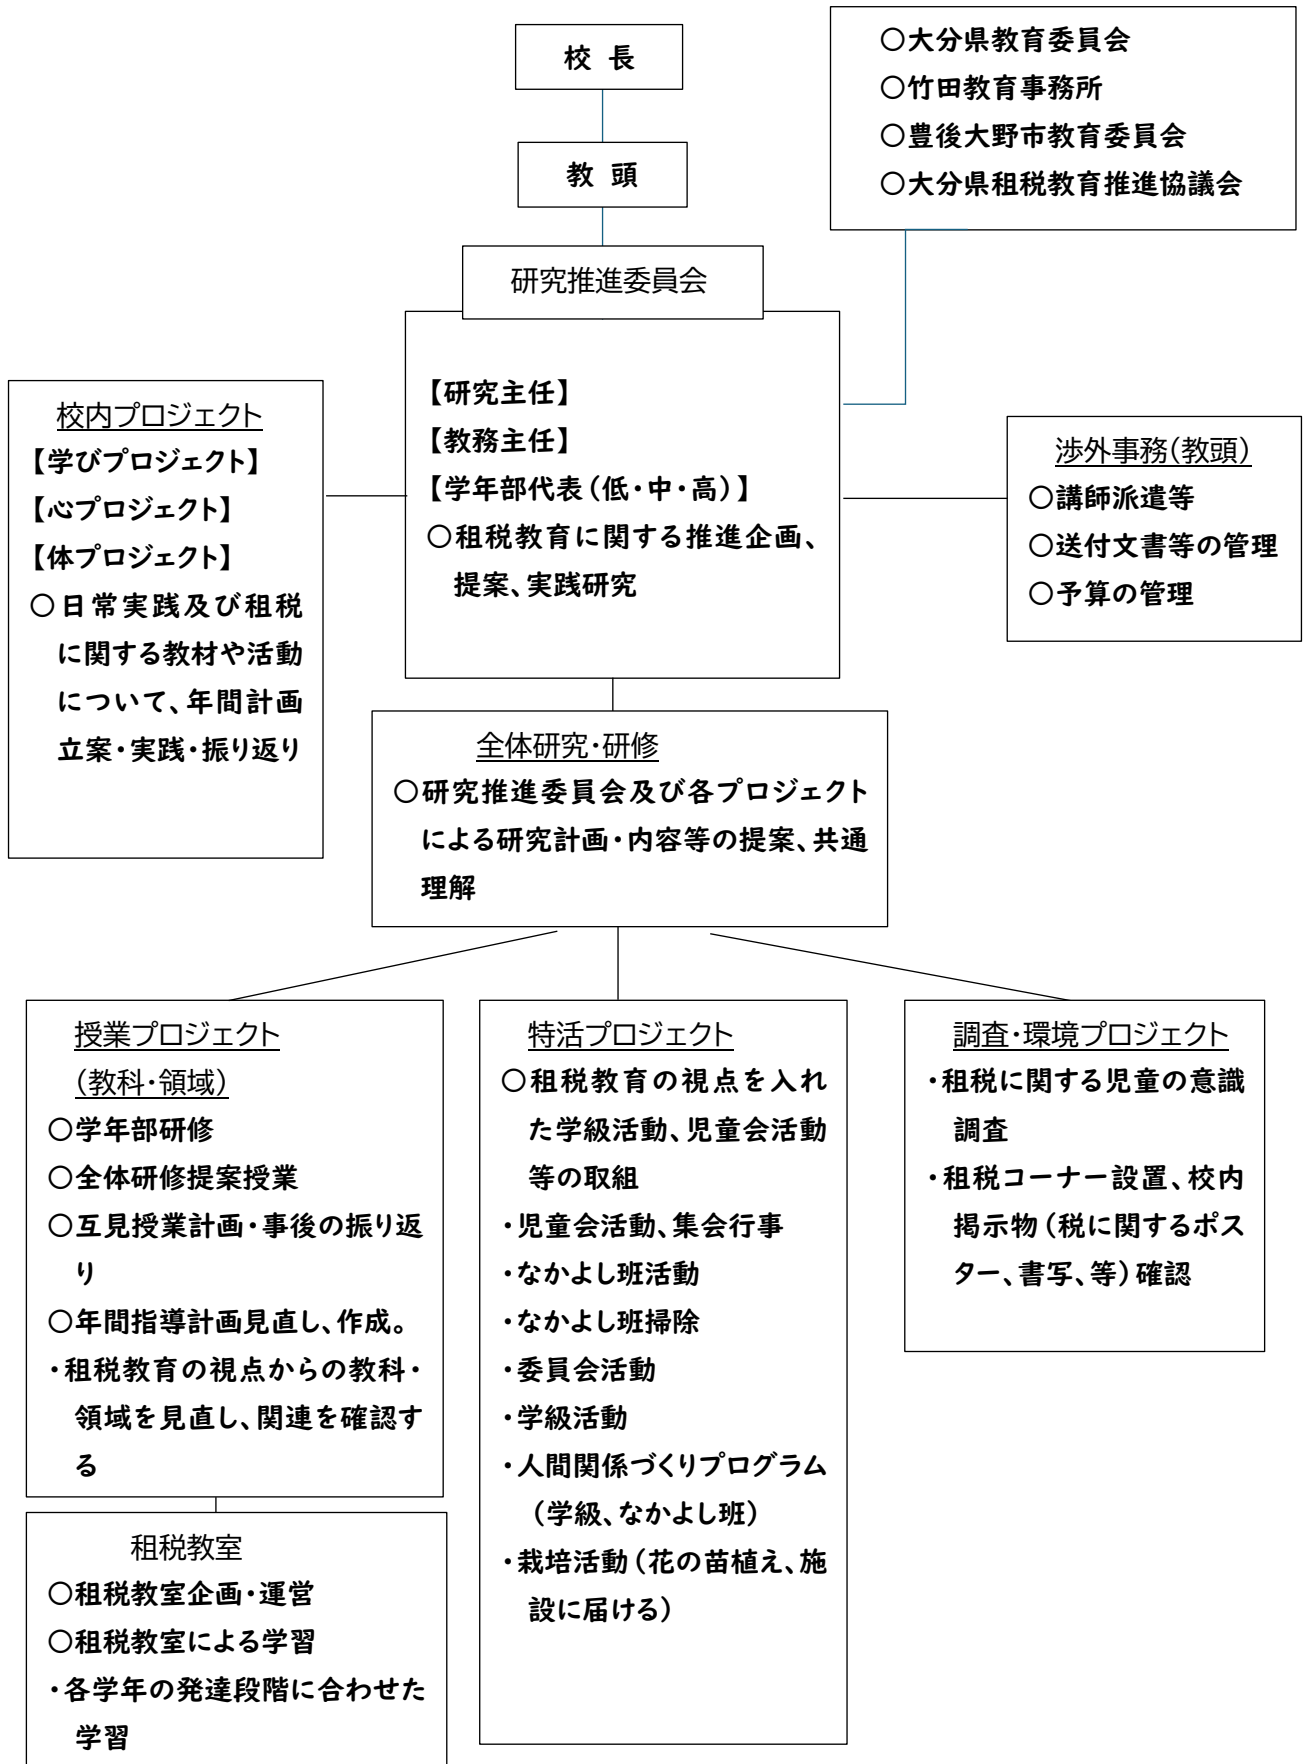 校 長
○大分県教育委員会
○竹田教育事務所
○豊後大野市教育委員会
○大分県租税教育推進協議会
教 頭
研究推進委員会
【研究主任】
【教務主任】
【学年部代表(低・中・高)】
○租税教育に関する推進企画、
提案、実践研究
校内プロジェクト
【学びプロジェクト】
【心プロジェクト】
【体プロジェクト】
○日常実践及び租税
に関する教材や活動
について、年間計画
立案・実践・振り返り
渉外事務(教頭)
○講師派遣等
○送付文書等の管理
○予算の管理
全体研究・研修
○研究推進委員会及び各プロジェクト
による研究計画・内容等の提案、共通
理解
授業プロジェクト
(教科・領域)
○学年部研修
○全体研修提案授業
○互見授業計画・事後の振り返
り
○年間指導計画見直し、作成。
・租税教育の視点からの教科・
領域を見直し、関連を確認す
る
租税教室
○租税教室企画・運営
○租税教室による学習
・各学年の発達段階に合わせた
学習
特活プロジェクト
○租税教育の視点を入れ
た学級活動、児童会活動
等の取組
・児童会活動、集会行事
・なかよし班活動
・なかよし班掃除
・委員会活動
・学級活動
・人間関係づくりプログラム
(学級、なかよし班)
・栽培活動(花の苗植え、施
設に届ける)
調査・環境プロジェクト
・租税に関する児童の意識
調査
・租税コーナー設置、校内
掲示物(税に関するポス
ター、書写、等)確認